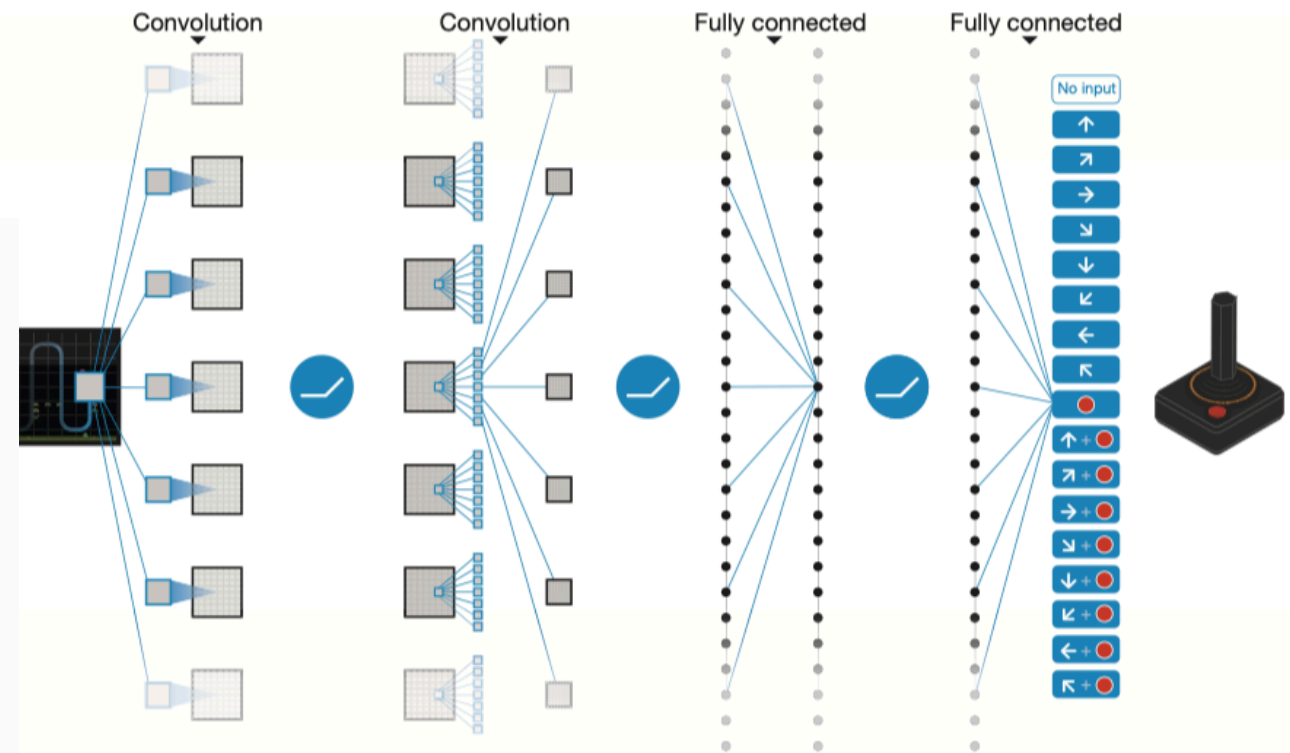 Convolution
Convolution
Fully connected
Fully connected
No input
+
+
+
+
+
+
+
+